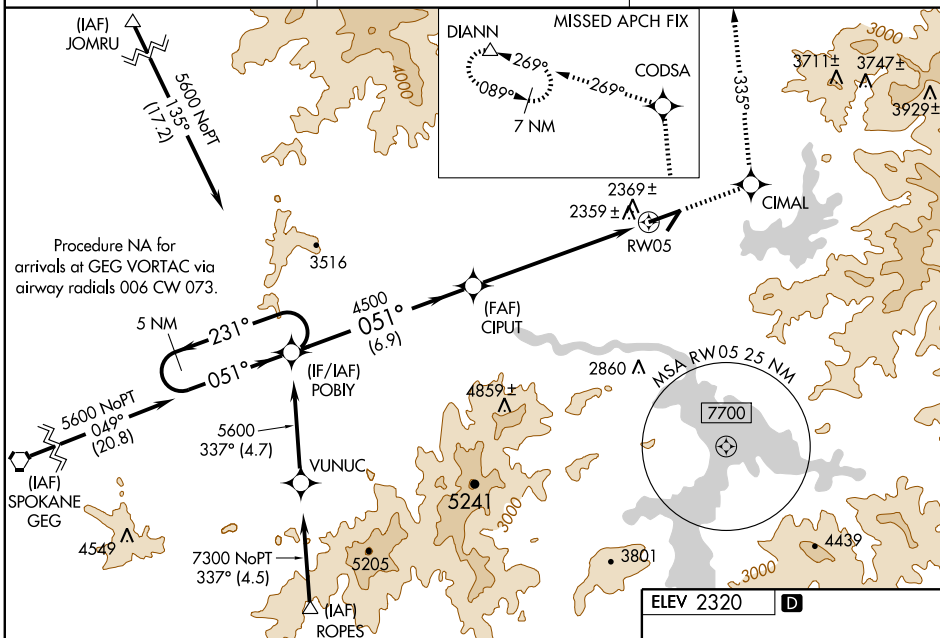 (IAF)
JOMRU
5600 NoPT
135°
(17.2)
4000
MISSED APCH FIX
DIANN
269°
089°
7 NM
269°
CODSA
335°
3000
3711±
3747±
3929±
CIMAL
2369±
2359±
RW05
Procedure NA for
arrivals at GEG VORTAC via
airway radials 006 CW 073.
3516
5 NM
231°
051°
4500
051°
(6.9)
(FAF)
CIPUT
(IF/IAF)
POBIY
5600 NoPT
049°
(20.8)
(IAF)
SPOKANE
GEG
5600
337° (4.7)
VUNUC
4859±
2860
MSA RW05 25 NM
7700
5241
3000
4549
7300 NoPT
337° (4.5)
5205
3801
4439
3000
(IAF)
ROPES
ELEV 2320 D